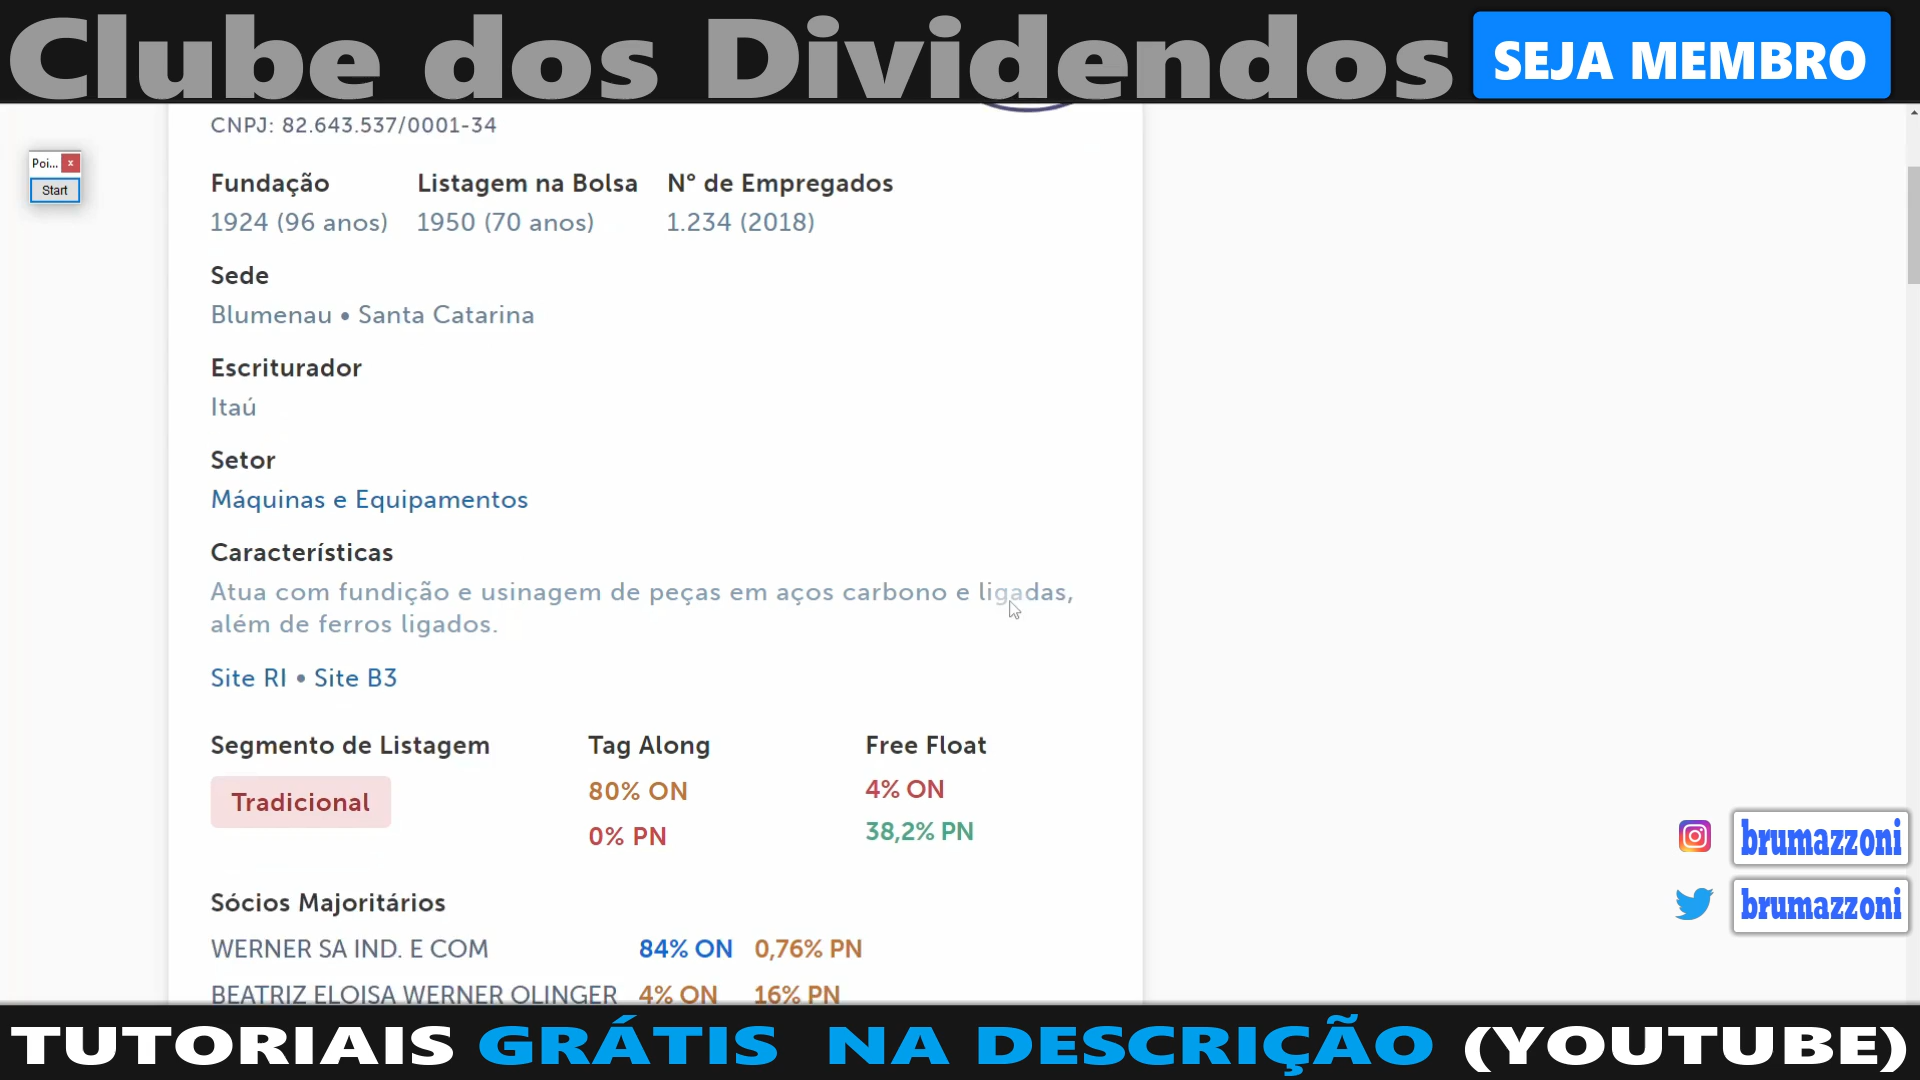 Clube dos Dividendos SEJA MEMBRO
CNPJ: 82.643.537/0001-34
Poi... x
Start
Fundação Listagem na Bolsa N° de Empregados
1924 (96 anos) 1950 (70 anos) 1.234 (2018)
Sede
Blumenau • Santa Catarina
Escriturador
Itaú
Setor
Máquinas e Equipamentos
Características
Atua com fundição e usinagem de peças em aços carbono e ligadas,
além de ferros ligados.
Site RI • Site B3
Segmento de Listagem Tag Along Free Float
Tradicional 80% ON 4% ON
0% PN 38,2% PN
brumazzoni
Sócios Majoritários
brumazzoni
WERNER SA IND. E COM 84% ON 0,76% PN
BEATRIZ ELOISA WERNER OLINGER 4% ON 16% PN
TUTORIAIS GRÁTIS NA DESCRIÇÃO (YOUTUBE)